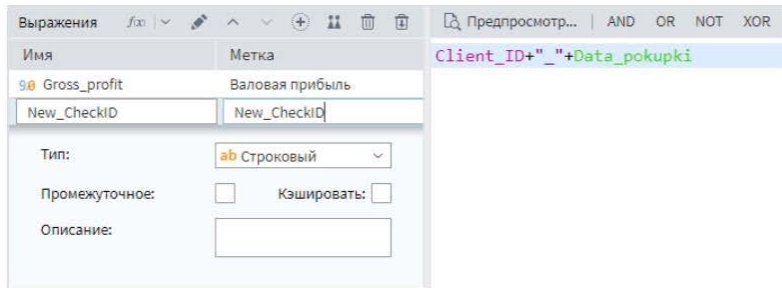 Выражения f(x) Предпросмотр... | AND OR NOT XOR
Имя Метка
Client_ID+"_"+Data_pokupki
9.0 Gross_profit Валовая прибыль
New_CheckID New_CheckID
Тип: ab Строковый
Промежуточное: Кэшировать:
Описание: